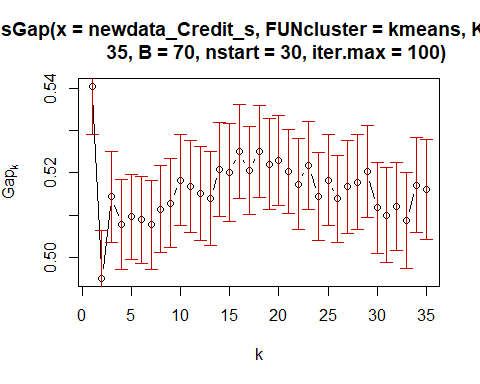 sGap(x = newdata_Credit_s, FUNcluster = kmeans, K
35, B = 70, nstart = 30, iter.max = 100)
Gapk
0.54
0.52
0.50
0 5 10 15 20 25 30 35
k